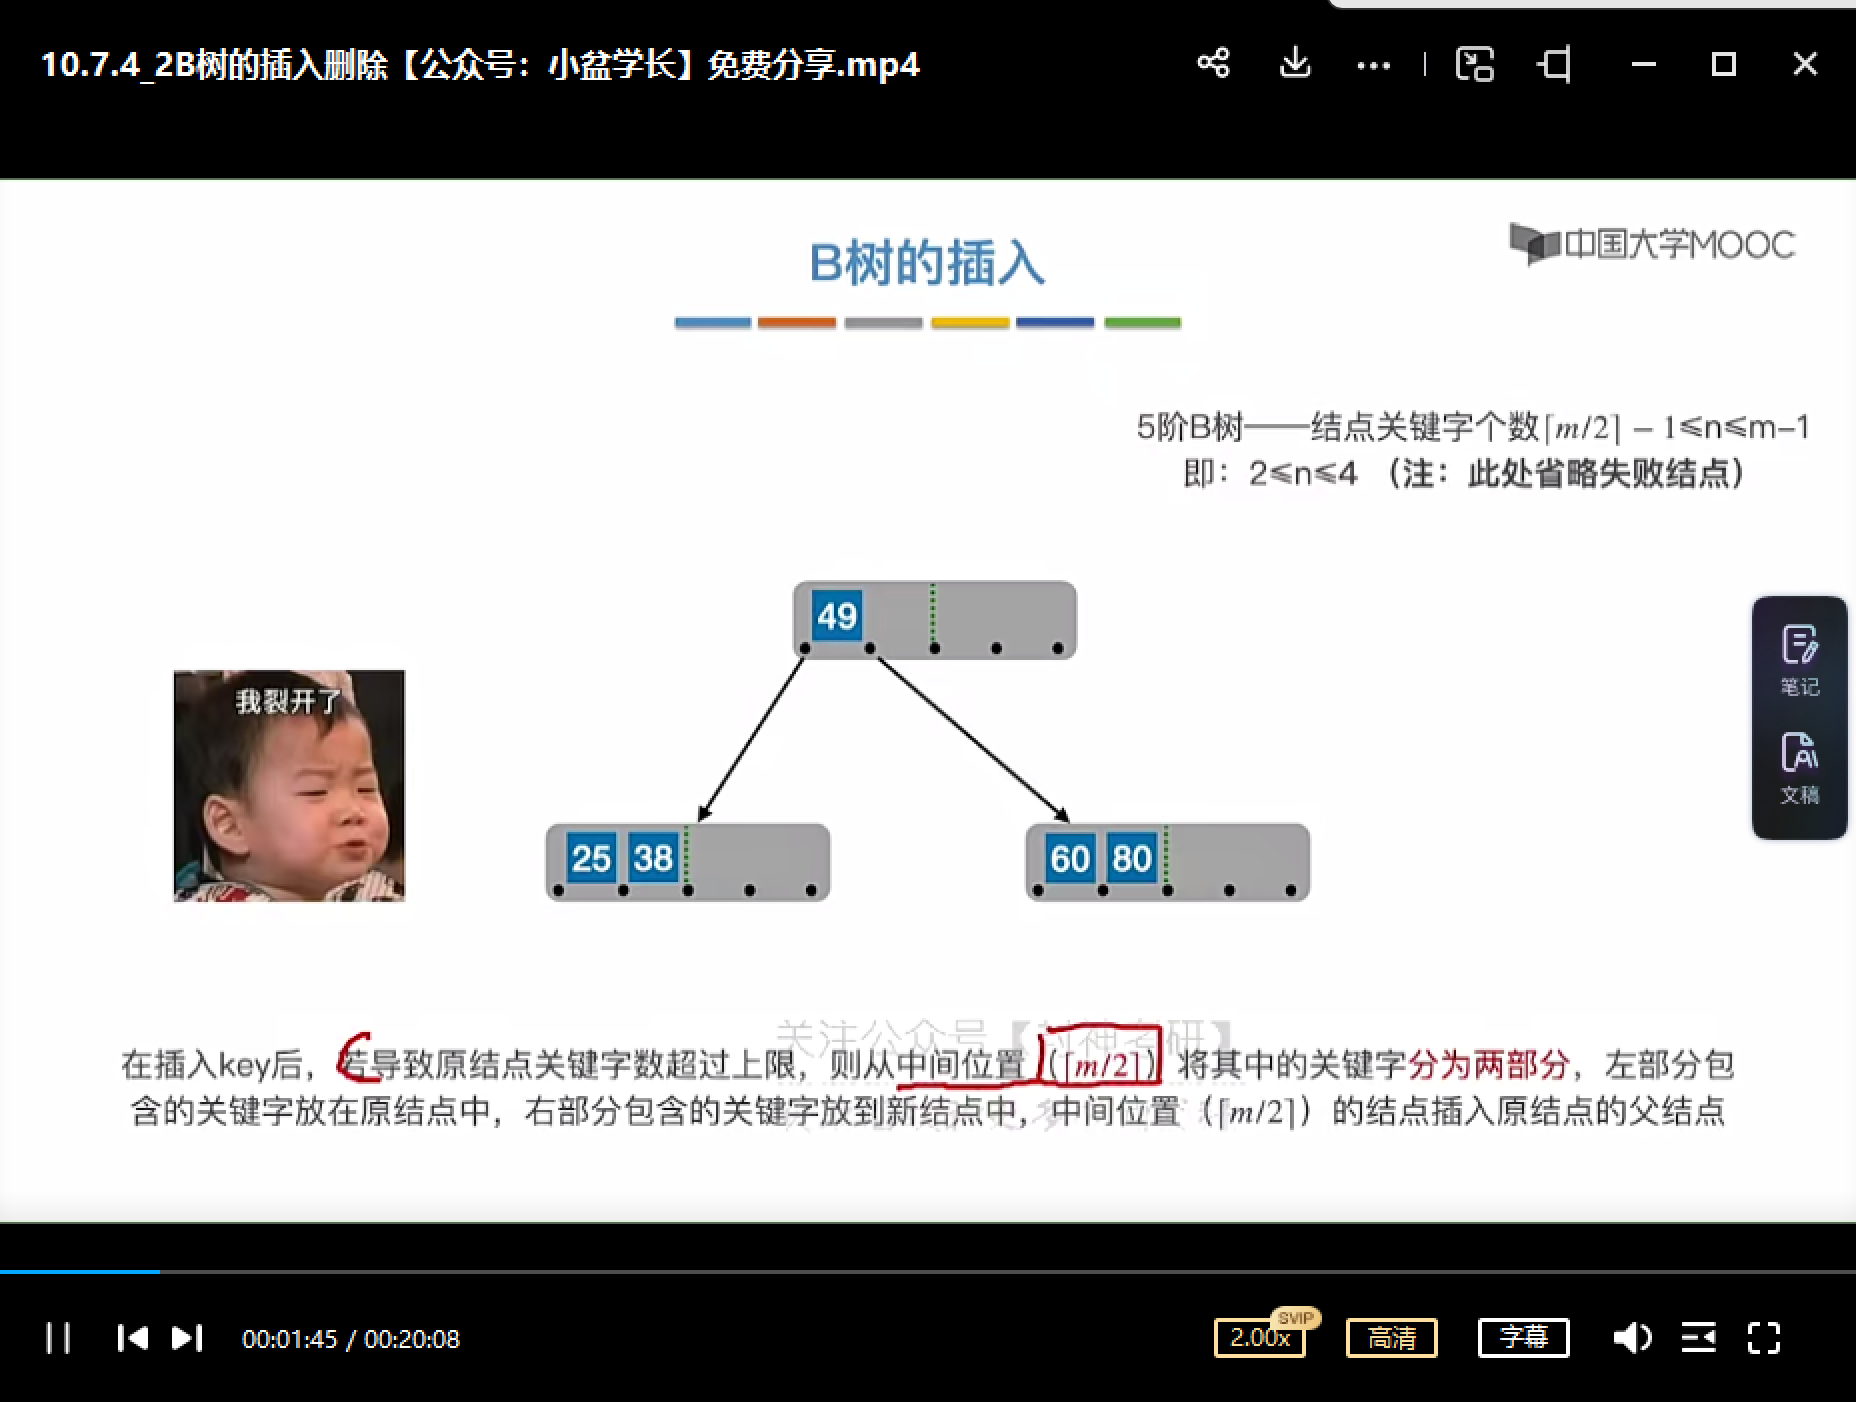 10.7.4_2B树的插入删除【公众号：小盆学长】免费分享.mp4
B树的插入
中国大学MOOC
5阶B树——结点关键字个数⌈m/2⌉ − 1≤n≤m–1
即：2≤n≤4 （注：此处省略失败结点）
49
我裂开了
25 38
60 80
笔记
文稿
关注公众号【封神考研】
在插入key后，若导致原结点关键字数超过上限，则从中间位置（⌈m/2⌉）将其中的关键字分为两部分，左部分包
含的关键字放在原结点中，右部分包含的关键字放到新结点中，中间位置（⌈m/2⌉）的结点插入原结点的父结点
00:01:45 / 00:20:08
SVIP
2.00x
高清
字幕